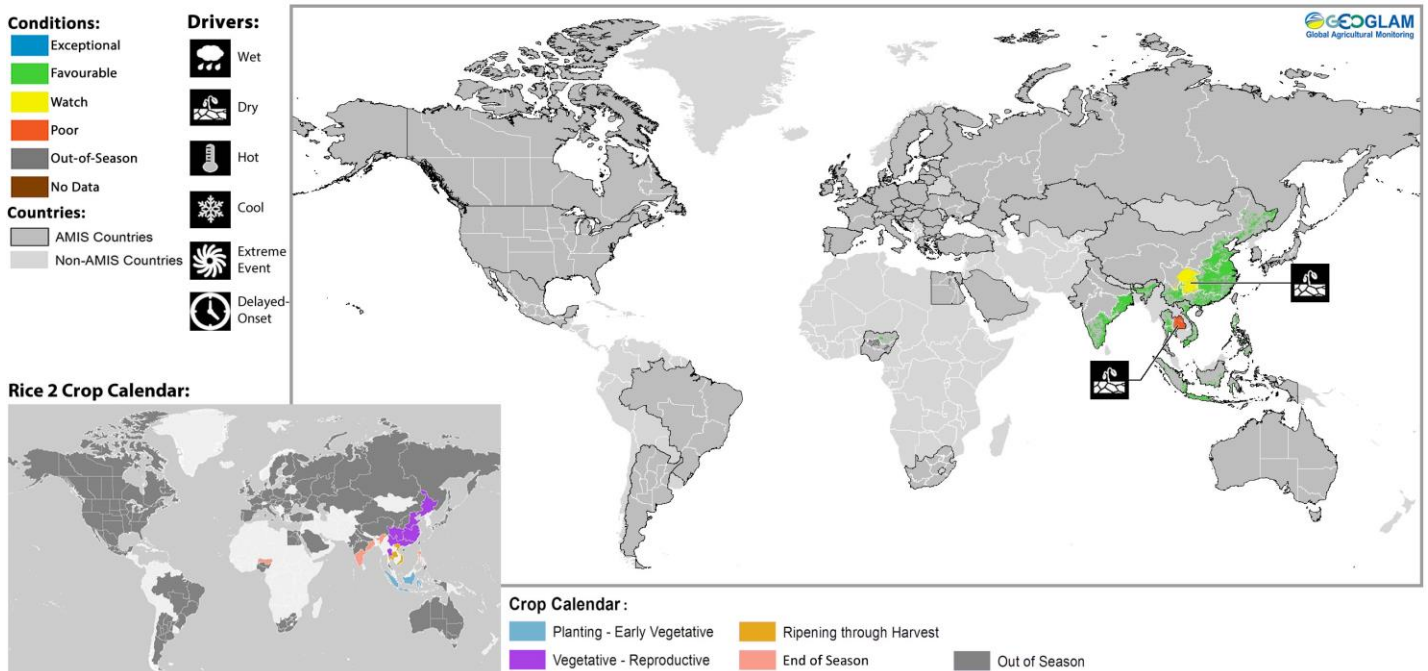 Conditions:
Exceptional
Favourable
Watch
Poor
Out-of-Season
No Data
Countries:
AMIS Countries
Non-AMIS Countries
Drivers:
Wet
Dry
Hot
Cool
Extreme
Event
Delayed-
Onset
GEOGLAM
Global Agricultural Monitoring
Rice 2 Crop Calendar:
Crop Calendar :
Planting - Early Vegetative
Vegetative - Reproductive
Ripening through Harvest
End of Season
Out of Season